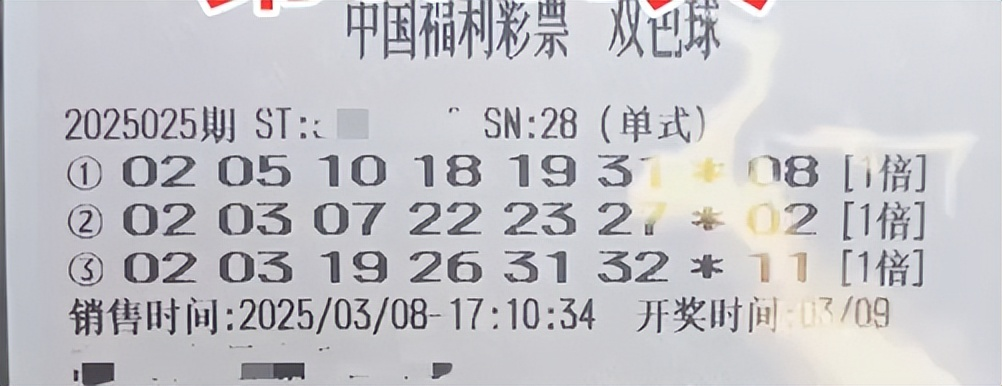 中国福利彩票 双色球
2025025期 ST: SN:28 (单式)
① 02 05 10 18 19 31 * 08 [1倍]
② 02 03 07 22 23 27 * 02 [1倍]
③ 02 03 19 26 31 32 * 11 [1倍]
销售时间:2025/03/08-17:10:34 开奖时间:03/09